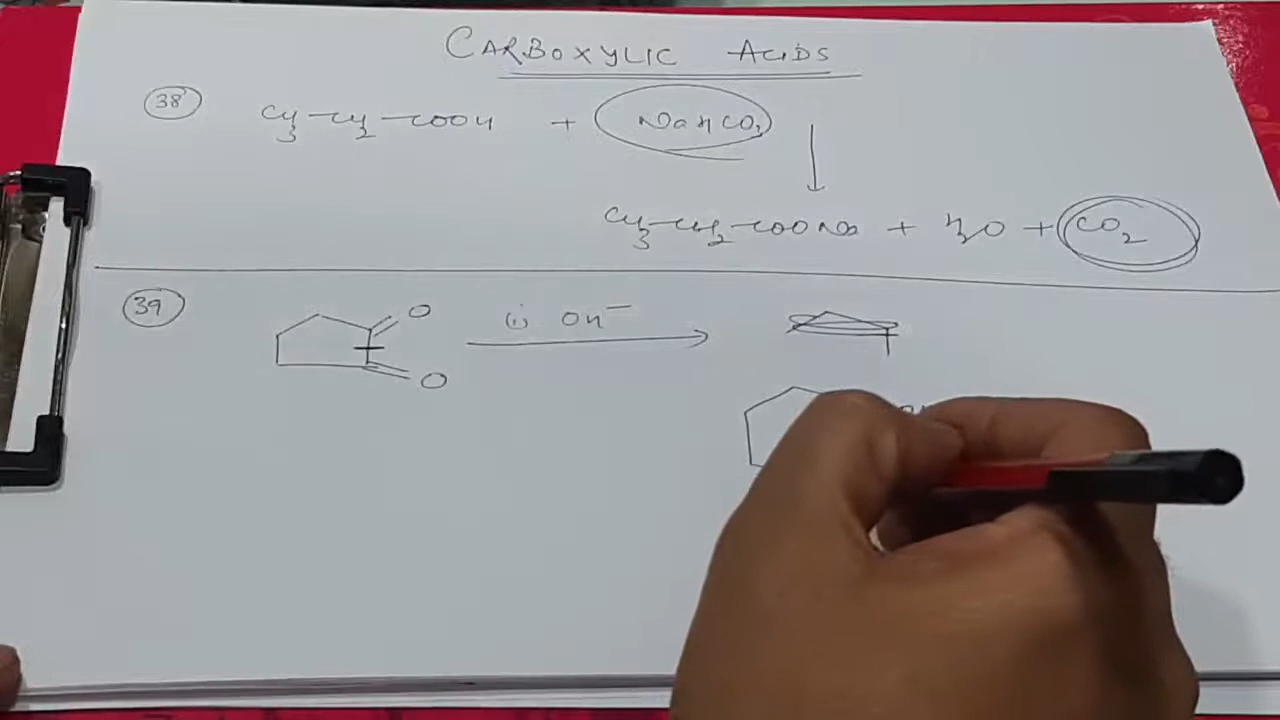 CARBOXYLIC ACIDS
38 CH3-CH2-COOH + NaHCO3
CH3-CH2-COONa + H2O + CO2
39 O (i) OH−
O